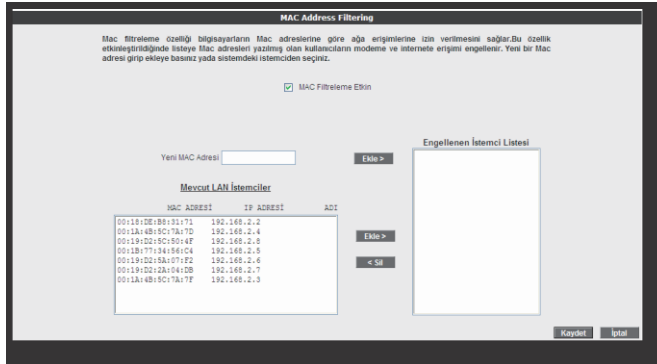 MAC Address Filtering
Mac filtreleme özelliği bilgisayarların Mac adreslerine göre ağa erişimlerine izin verilmesini sağlar.Bu özellik
etkinleştirildiğinde listeye Mac adresleri yazılmış olan kullanıcıların modeme ve internete erişimi engellenir. Yeni bir Mac
adresi girip ekleye basınız yada sistemdeki istemciden seçiniz.
MAC Filtreleme Etkin
Engellenen İstemci Listesi
Yeni MAC Adresi
Ekle >
Mevcut LAN İstemciler
MAC ADRESİ IP ADRESİ ADI
00:18:DE:B8:31:71 192.168.2.2
00:1A:4B:5C:7A:7D 192.168.2.4
00:19:D2:5C:50:4F 192.168.2.8
00:1B:77:34:56:C4 192.168.2.5
00:19:D2:5A:07:F2 192.168.2.6
00:19:D2:2A:04:DB 192.168.2.7
00:1A:4B:5C:7A:7F 192.168.2.3
Ekle >
< Sil
Kaydet İptal